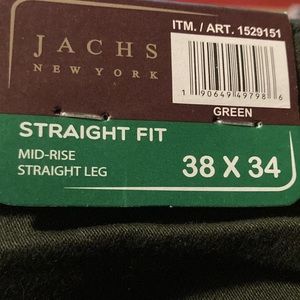 ITM. / ART. 1529151
JACHS
NEW YORK
1 90649 49798 6
GREEN
STRAIGHT FIT
MID-RISE
STRAIGHT LEG
38 X 34